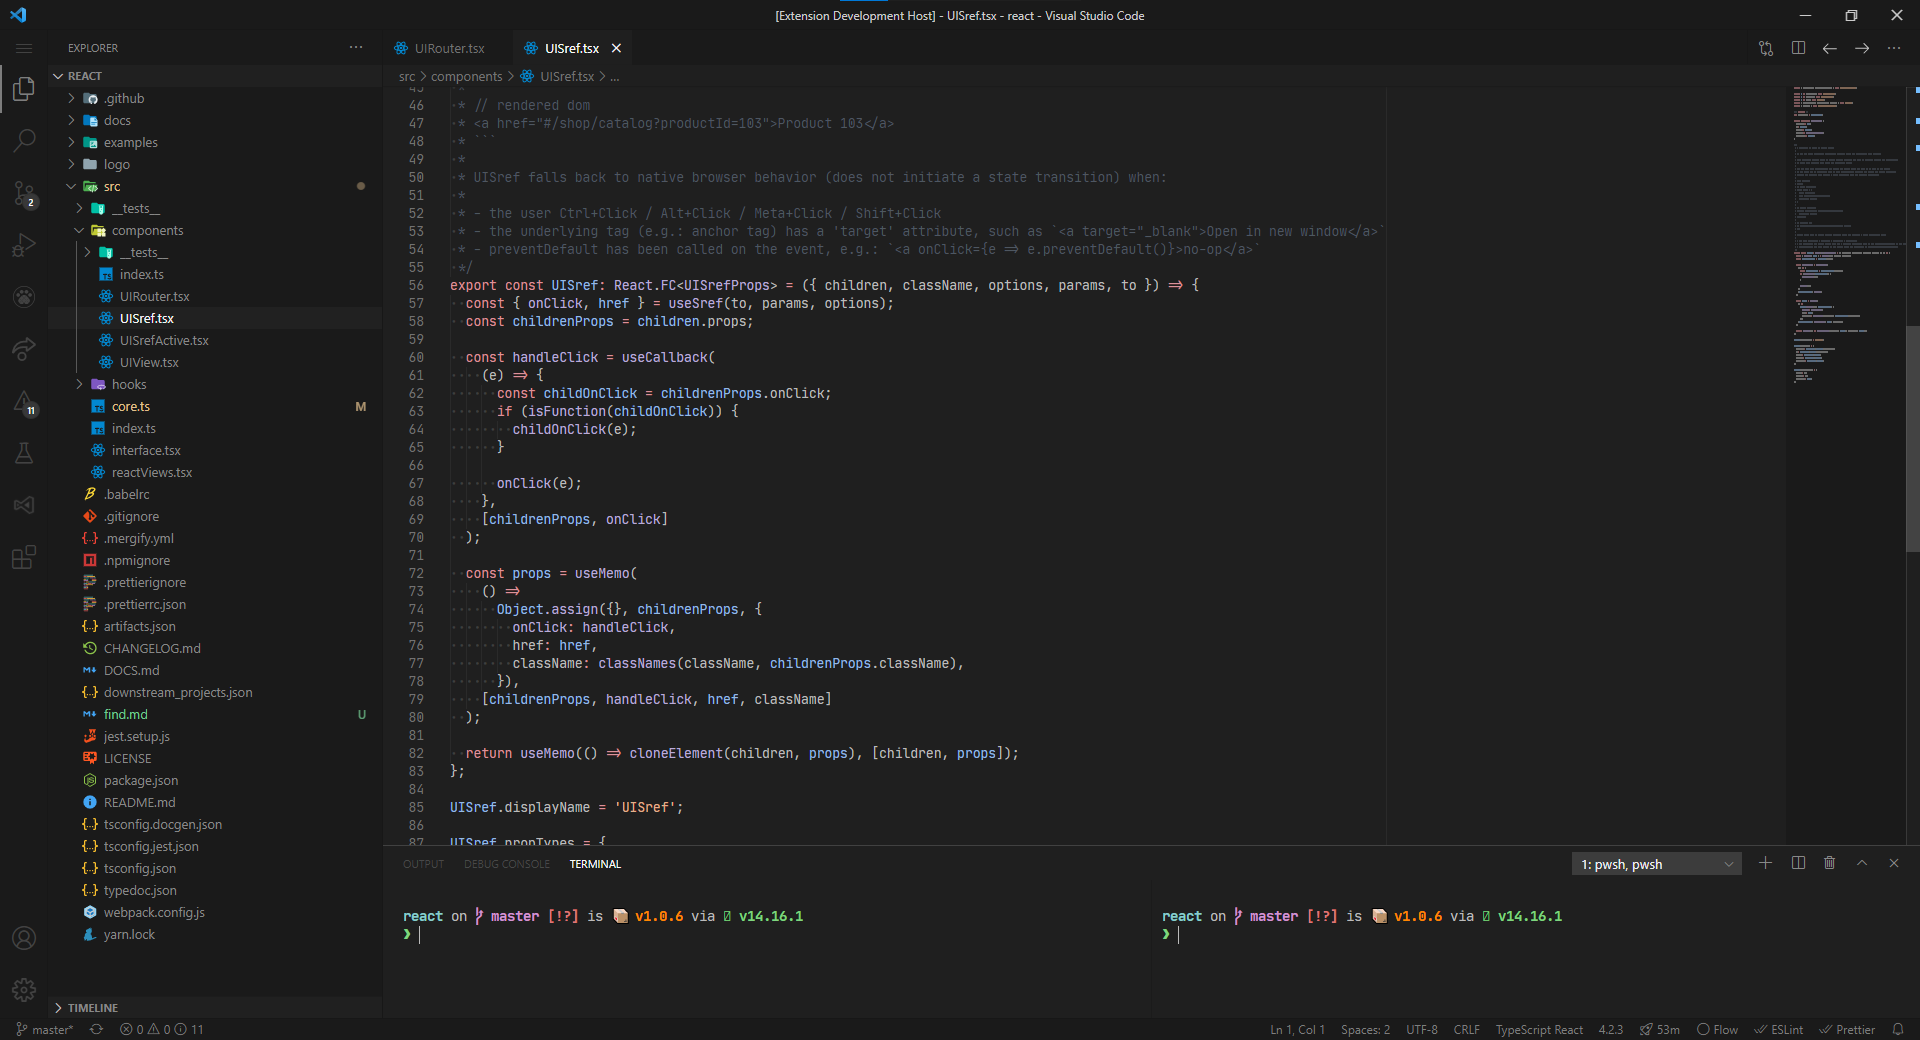 [Extension Development Host] - UISref.tsx - react - Visual Studio Code
EXPLORER
REACT
.github
docs
examples
logo
src
__tests__
components
__tests__
index.ts
UIRouter.tsx
UISref.tsx
UISrefActive.tsx
UIView.tsx
hooks
core.ts M
index.ts
interface.tsx
reactViews.tsx
.babelrc
.gitignore
.mergify.yml
.npmignore
.prettierignore
.prettierrc.json
artifacts.json
CHANGELOG.md
DOCS.md
downstream_projects.json
find.md U
jest.setup.js
LICENSE
package.json
README.md
tsconfig.docgen.json
tsconfig.jest.json
tsconfig.json
typedoc.json
webpack.config.js
yarn.lock
TIMELINE
2
11
UIRouter.tsx
UISref.tsx
src > components > UISref.tsx > ...
45 *
46 * // rendered dom
47 * <a href="#/shop/catalog?productId=103">Product 103</a>
48 * ```
49 *
50 * UISref falls back to native browser behavior (does not initiate a state transition) when:
51 *
52 * - the user Ctrl+Click / Alt+Click / Meta+Click / Shift+Click
53 * - the underlying tag (e.g.: anchor tag) has a 'target' attribute, such as `<a target="_blank">Open in new window</a>`
54 * - preventDefault has been called on the event, e.g.: `<a onClick={e => e.preventDefault()}>no-op</a>`
55 */
56 export const UISref: React.FC<UISrefProps> = ({ children, className, options, params, to }) => {
57 const { onClick, href } = useSref(to, params, options);
58 const childrenProps = children.props;
59
60 const handleClick = useCallback(
61 (e) => {
62 const childOnClick = childrenProps.onClick;
63 if (isFunction(childOnClick)) {
64 childOnClick(e);
65 }
66
67 onClick(e);
68 },
69 [childrenProps, onClick]
70 );
71
72 const props = useMemo(
73 () =>
74 Object.assign({}, childrenProps, {
75 onClick: handleClick,
76 href: href,
77 className: classNames(className, childrenProps.className),
78 }),
79 [childrenProps, handleClick, href, className]
80 );
81
82 return useMemo(() => cloneElement(children, props), [children, props]);
83 };
84
85 UISref.displayName = 'UISref';
86
87 UISref.propTypes = {
OUTPUT DEBUG CONSOLE TERMINAL
1: pwsh, pwsh
react on master [!?] is 📦 v1.0.6 via v14.16.1
❯
react on master [!?] is 📦 v1.0.6 via v14.16.1
❯
master* 0 0 11
Ln 1, Col 1 Spaces: 2 UTF-8 CRLF TypeScript React 4.2.3 53m Flow ESLint Prettier